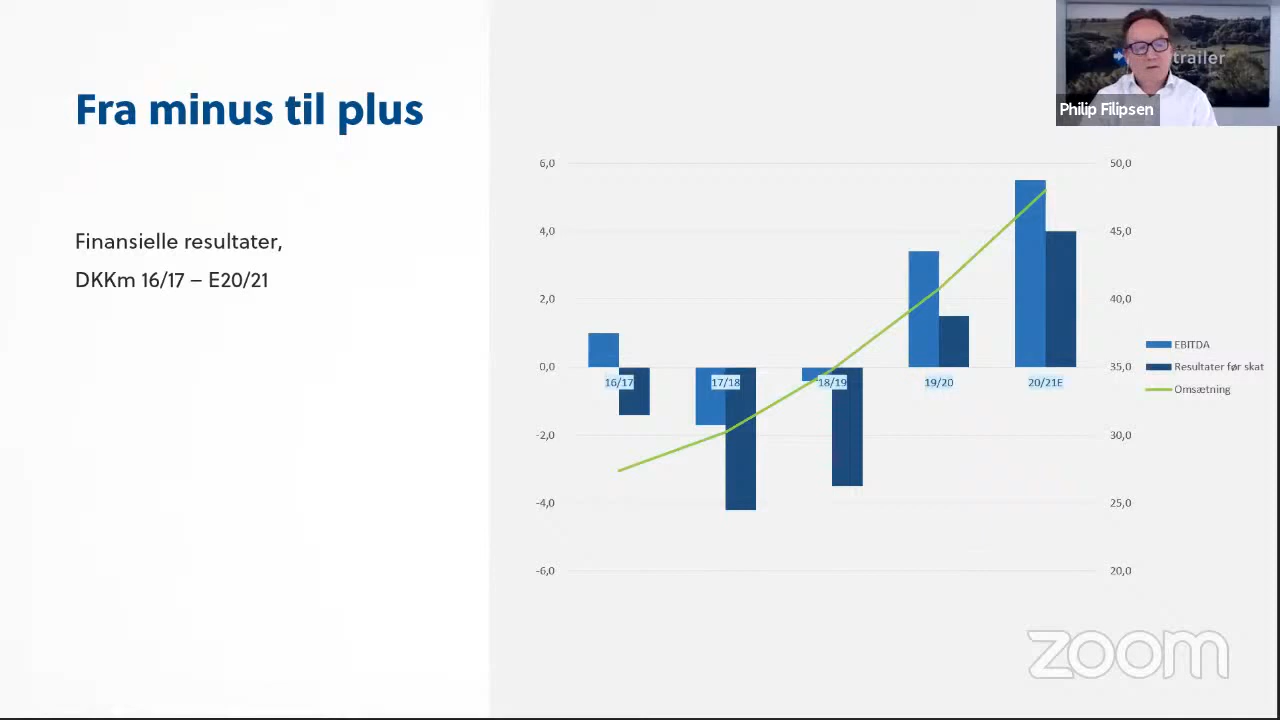 Fra minus til plus
Finansielle resultater,
DKKm 16/17 – E20/21
trailer
Philip Filipsen
6,0
4,0
2,0
0,0
-2,0
-4,0
-6,0
50,0
45,0
40,0
35,0
30,0
25,0
20,0
16/17
17/18
18/19
19/20
20/21E
EBITDA
Resultater før skat
Omsætning
zoom